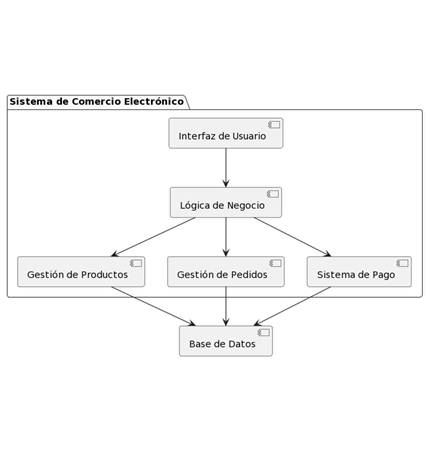 Sistema de Comercio Electrónico
Interfaz de Usuario
Lógica de Negocio
Gestión de Productos
Gestión de Pedidos
Sistema de Pago
Base de Datos